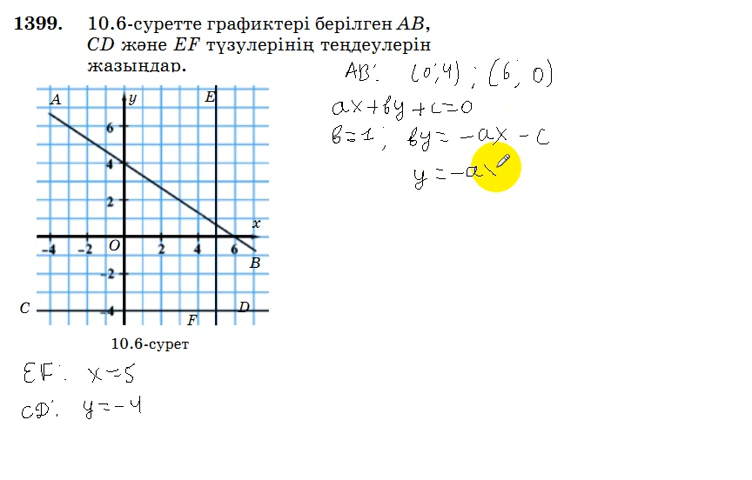 1399. 10.6-суретте графиктері берілген AB,
CD және EF түзулерінің теңдеулерін
жазыңдар.
AB: (0; 4); (6; 0)
ax+by+c=0
b=1; by = -ax - c
y = -ax
A y E
6
4
2
x
-4 -2 O 2 4 6
B
-2
C -4 F D
10.6-сурет
EF: x=5
CD: y=-4